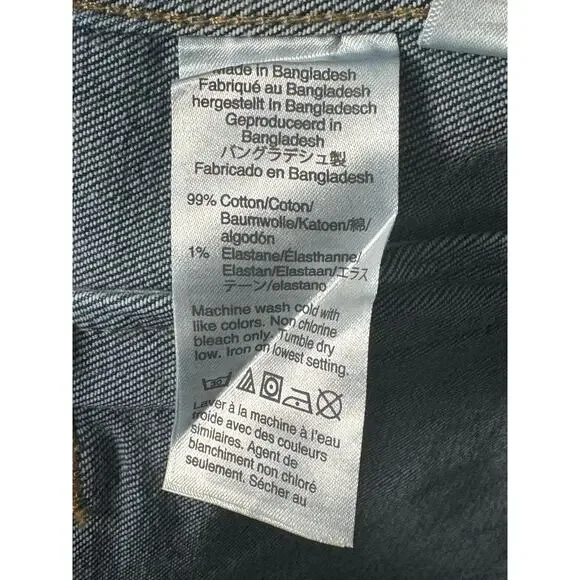 Made in Bangladesh
Fabriqué au Bangladesh
hergestellt in Bangladesch
Geproduceerd in
Bangladesh
バングラデシュ製
Fabricado en Bangladesh
99% Cotton/Coton/
Baumwolle/Katoen/綿/
algodón
1% Elastane/Élasthanne/
Elastan/Elastaan/エラス
テーン/elastano
Machine wash cold with
like colors. Non chlorine
bleach only. Tumble dry
low. Iron on lowest setting.
30
Laver à la machine à l'eau
froide avec des couleurs
similaires. Agent de
blanchiment non chloré
seulement. Sécher au